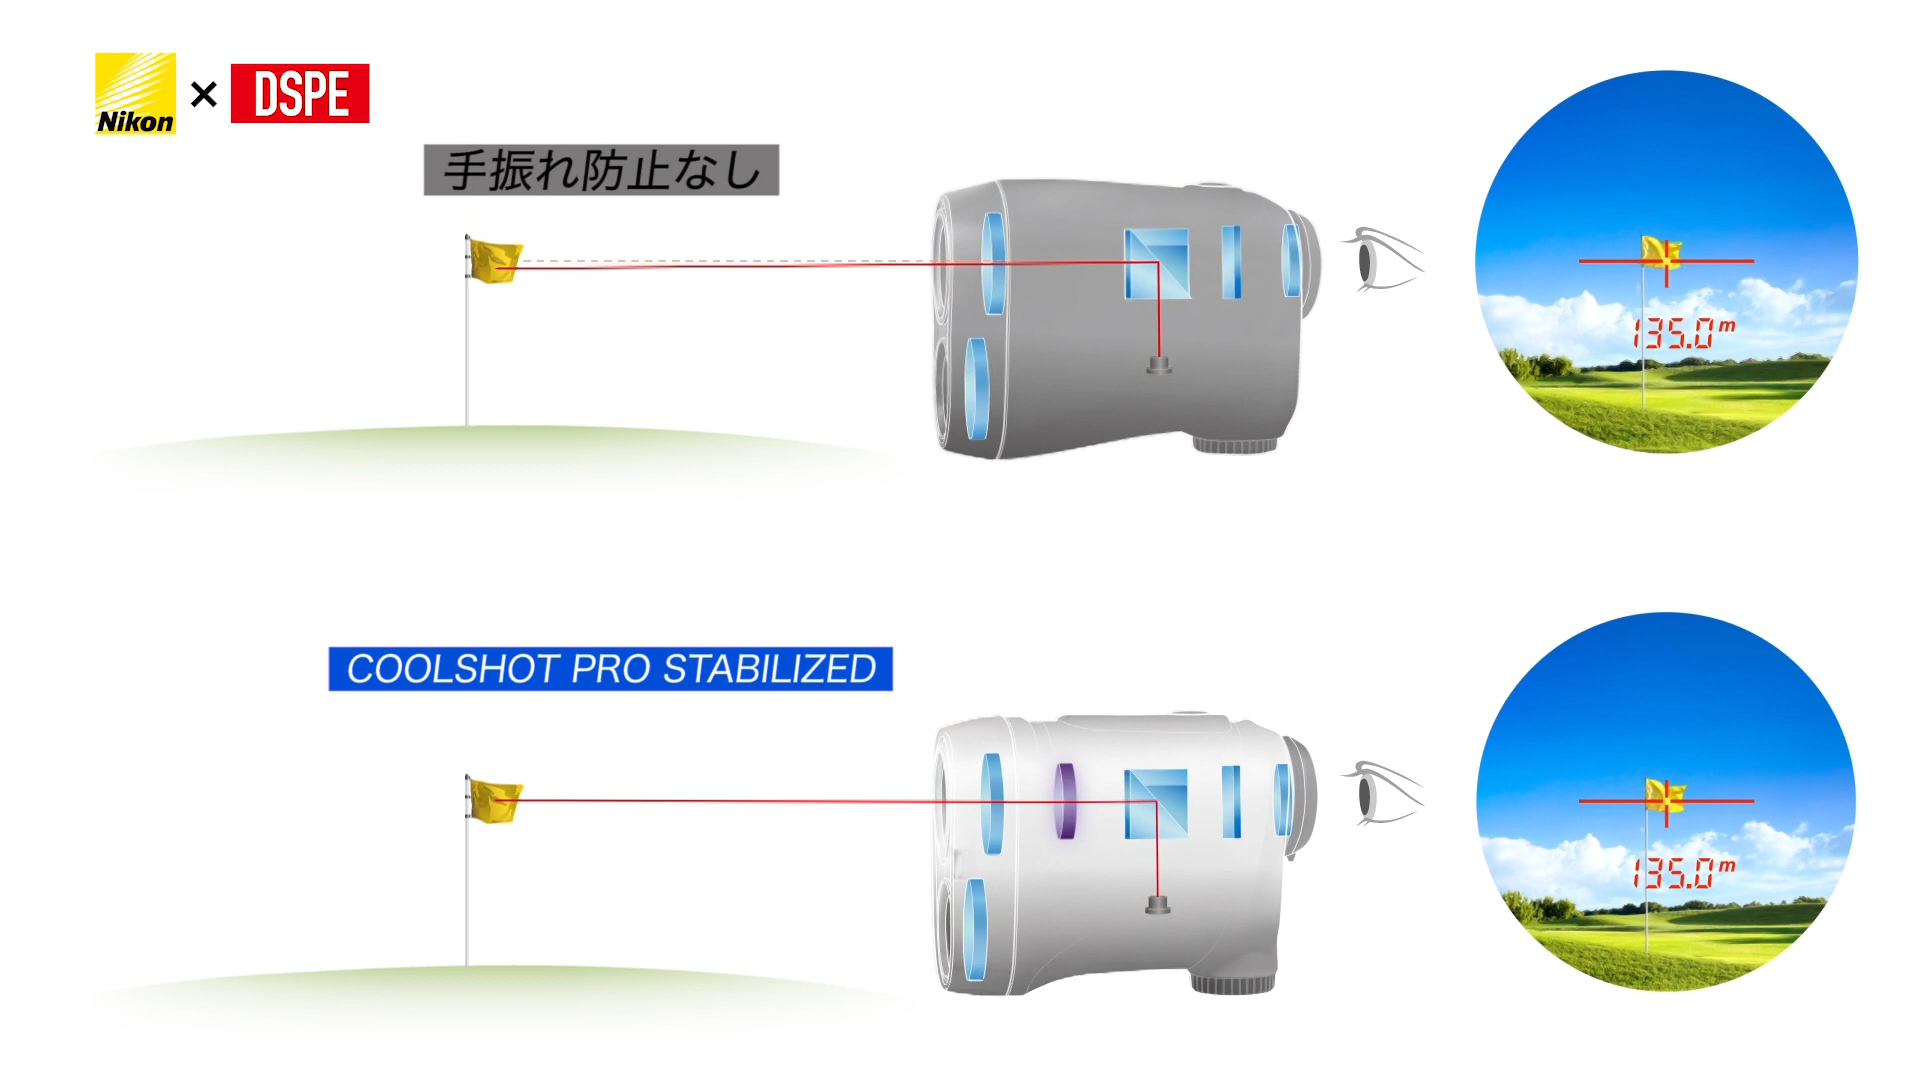 Nikon × DSPE
手振れ防止なし
135.0m
COOLSHOT PRO STABILIZED
135.0m